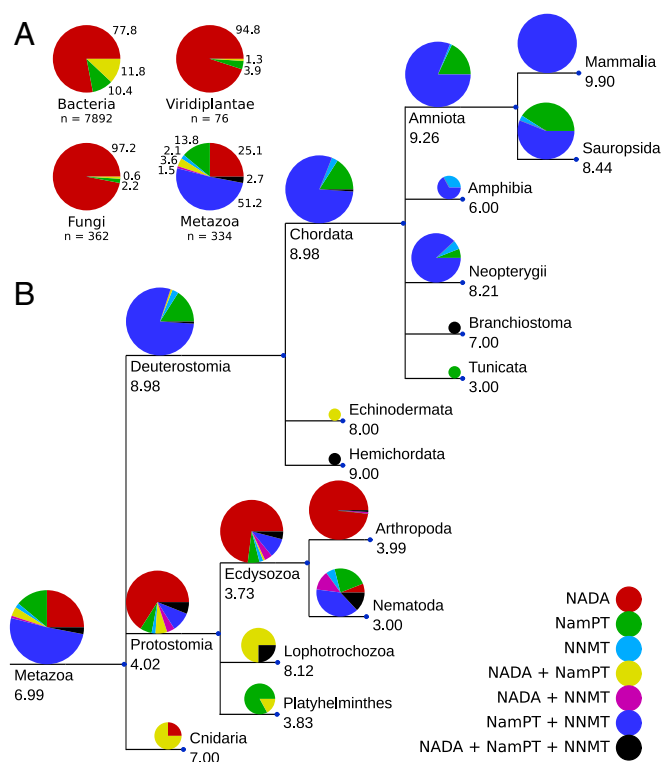 A
77.8
11.8
10.4
Bacteria
n = 7892
94.8
1.3
3.9
Viridiplantae
n = 76
97.2
0.6
2.2
Fungi
n = 362
13.8
2.1
3.6
1.5
25.1
2.7
51.2
Metazoa
n = 334
B
Mammalia
9.90
Amniota
9.26
Sauropsida
8.44
Amphibia
6.00
Chordata
8.98
Neopterygii
8.21
Branchiostoma
7.00
Deuterostomia
8.98
Tunicata
3.00
Echinodermata
8.00
Hemichordata
9.00
Arthropoda
3.99
Ecdysozoa
3.73
Nematoda
3.00
Protostomia
4.02
Lophotrochozoa
8.12
Metazoa
6.99
Platyhelminthes
3.83
Cnidaria
7.00
NADA
NamPT
NNMT
NADA + NamPT
NADA + NNMT
NamPT + NNMT
NADA + NamPT + NNMT